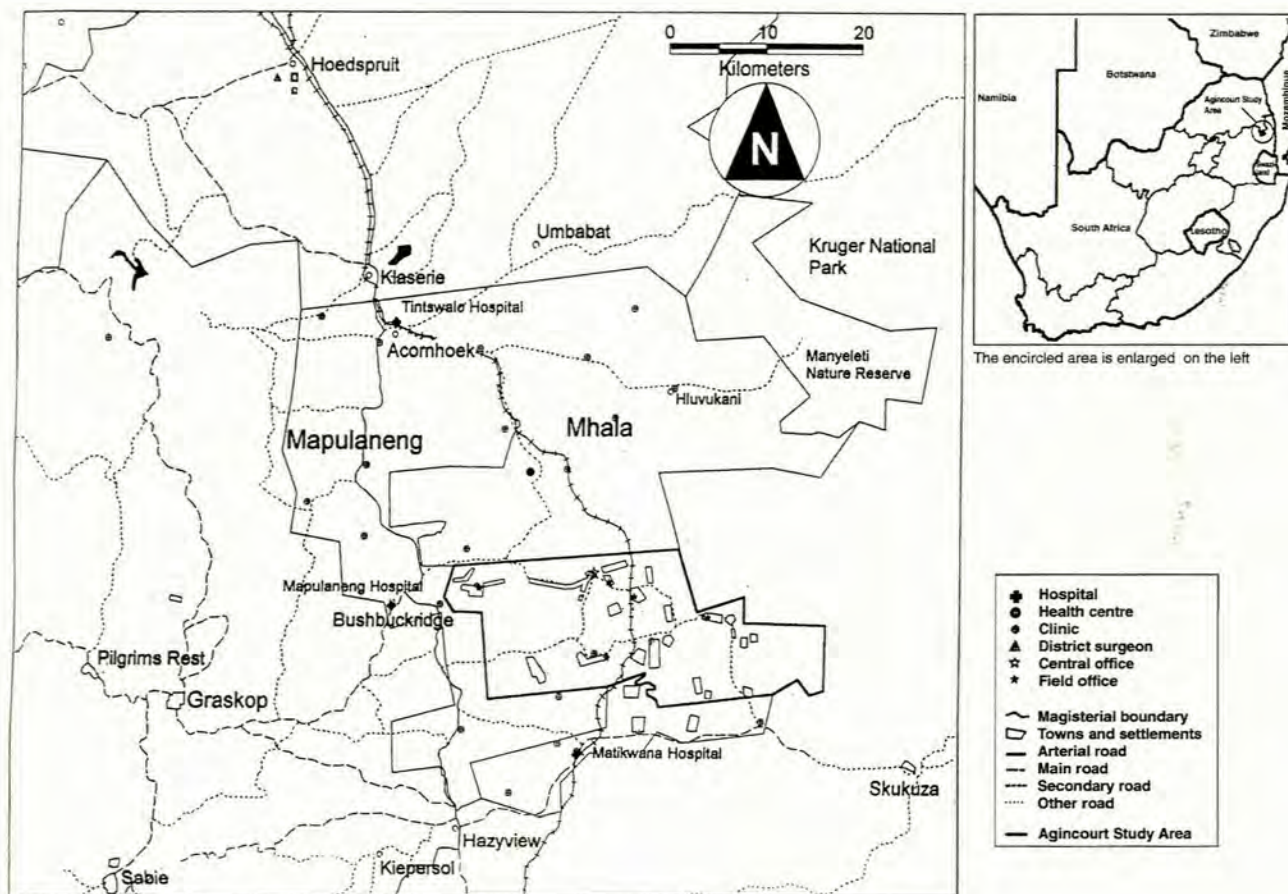 0 10 20
Kilometers
N
Hoedspruit
Umbabat
Kruger National
Park
Klaserie
Tintswalo Hospital
Acornhoek
Manyeleti
Nature Reserve
Hluvukani
Mapulaneng
Mhala
Mapulaneng Hospital
Bushbuckridge
Pilgrims Rest
Graskop
Matikwana Hospital
Skukuza
Hazyview
Kiepersol
Sabie
Zimbabwe
Botswana
Namibia
Mozambique
Agincourt Study
Area
South Africa
Lesotho
The encircled area is enlarged on the left
Hospital
Health centre
Clinic
District surgeon
Central office
Field office
Magisterial boundary
Towns and settlements
Arterial road
Main road
Secondary road
Other road
Agincourt Study Area